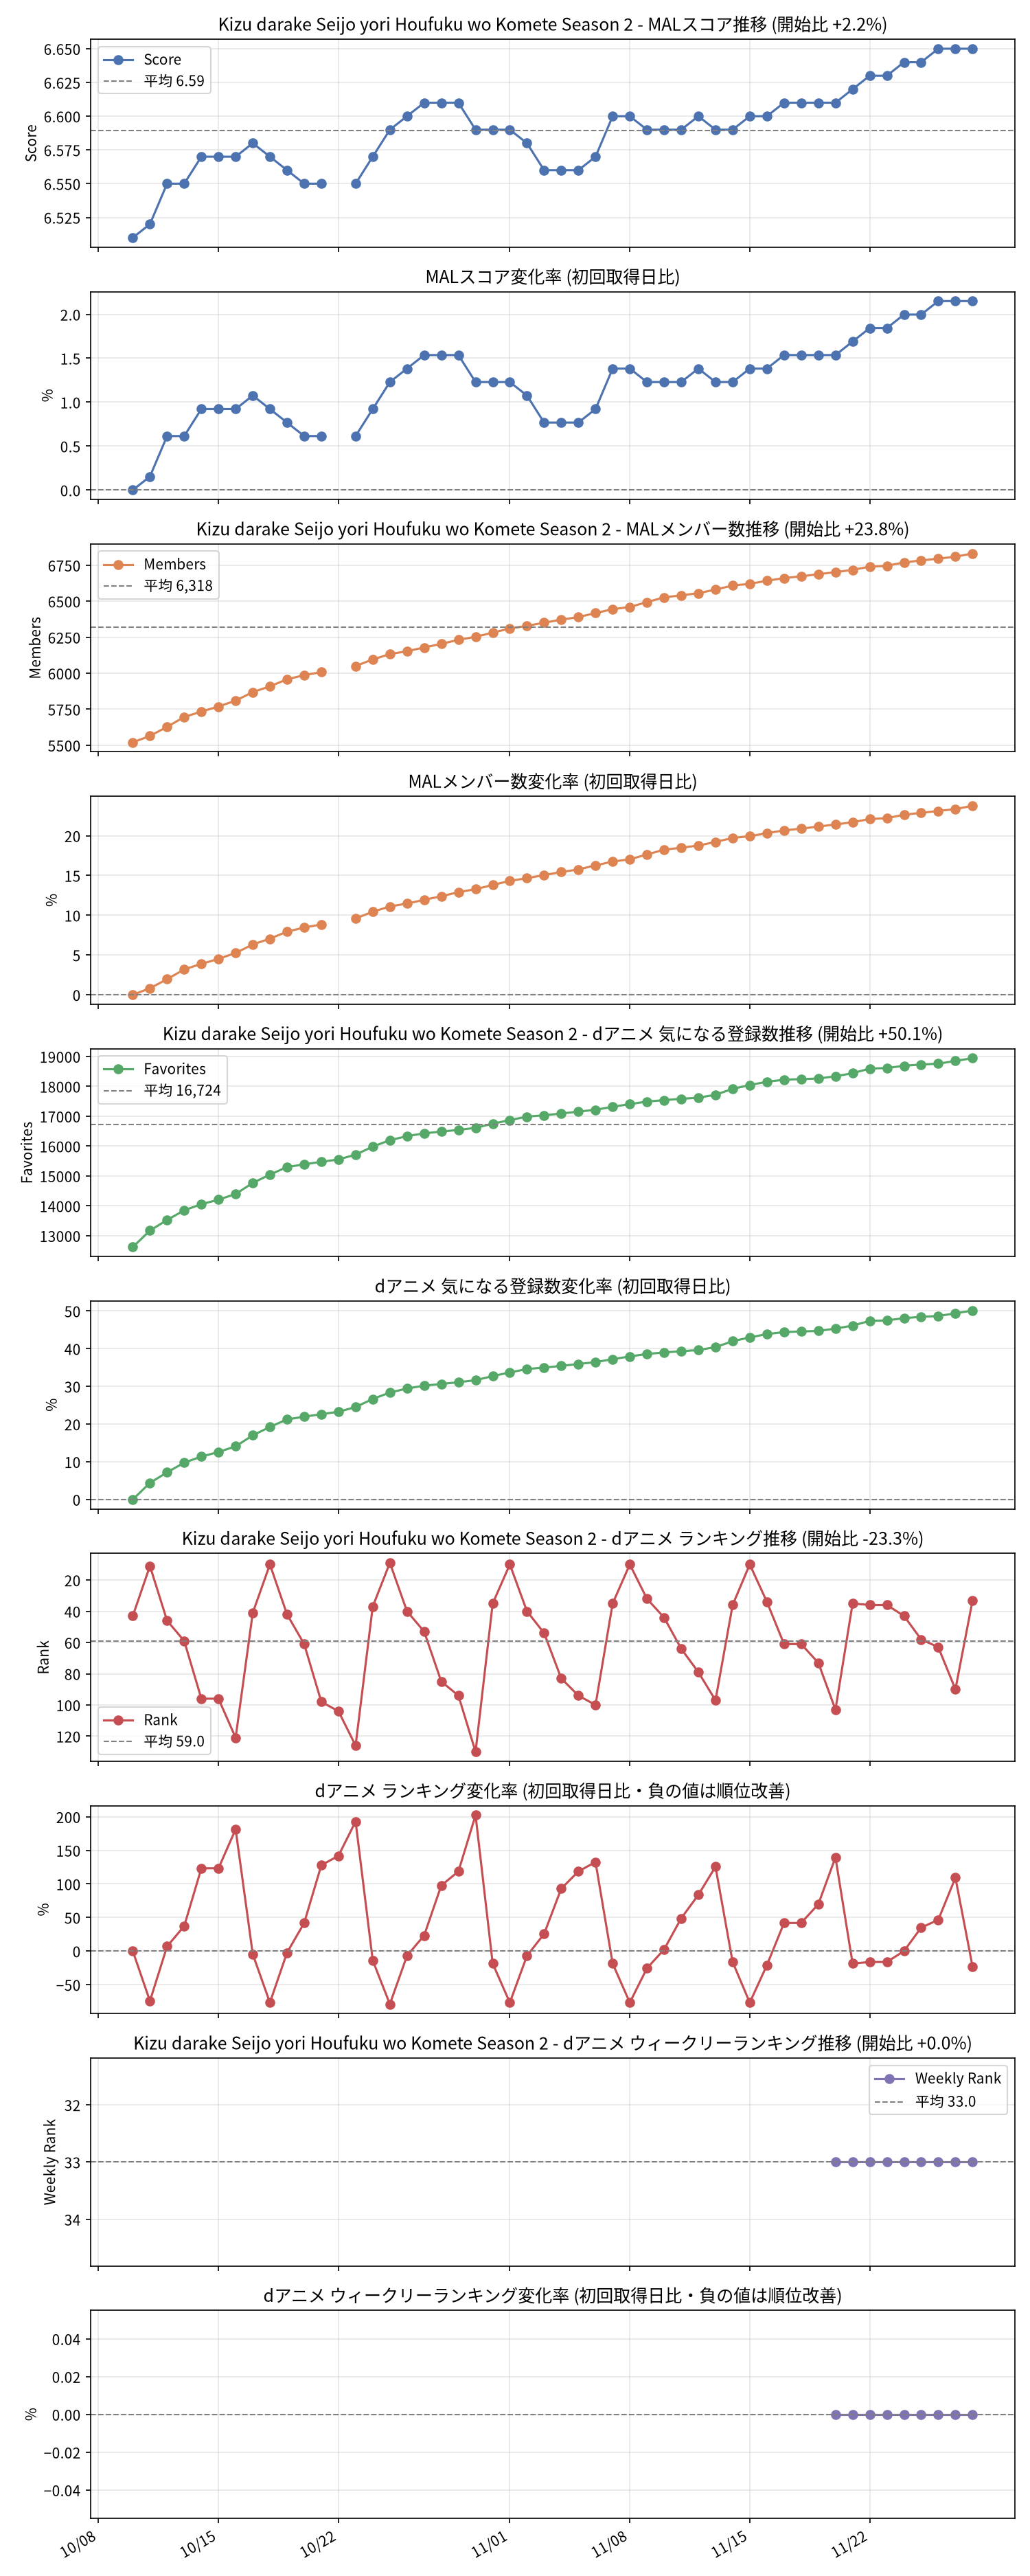 Kizu darake Seijo yori Houfuku wo Komete Season 2 - MALスコア推移 (開始比 +2.2%)
Score
平均 6.59
Score
6.650
6.625
6.600
6.575
6.550
6.525
MALスコア変化率 (初回取得日比)
%
2.0
1.5
1.0
0.5
0.0
Kizu darake Seijo yori Houfuku wo Komete Season 2 - MALメンバー数推移 (開始比 +23.8%)
Members
平均 6,318
Members
6750
6500
6250
6000
5750
5500
MALメンバー数変化率 (初回取得日比)
%
20
15
10
5
0
Kizu darake Seijo yori Houfuku wo Komete Season 2 - dアニメ 気になる登録数推移 (開始比 +50.1%)
Favorites
平均 16,724
Favorites
19000
18000
17000
16000
15000
14000
13000
dアニメ 気になる登録数変化率 (初回取得日比)
%
50
40
30
20
10
0
Kizu darake Seijo yori Houfuku wo Komete Season 2 - dアニメ ランキング推移 (開始比 -23.3%)
Rank
20
40
60
80
100
120
Rank
平均 59.0
dアニメ ランキング変化率 (初回取得日比・負の値は順位改善)
%
200
150
100
50
0
−50
Kizu darake Seijo yori Houfuku wo Komete Season 2 - dアニメ ウィークリーランキング推移 (開始比 +0.0%)
Weekly Rank
平均 33.0
Weekly Rank
32
33
34
dアニメ ウィークリーランキング変化率 (初回取得日比・負の値は順位改善)
%
0.04
0.02
0.00
−0.02
−0.04
10/08
10/15
10/22
11/01
11/08
11/15
11/22